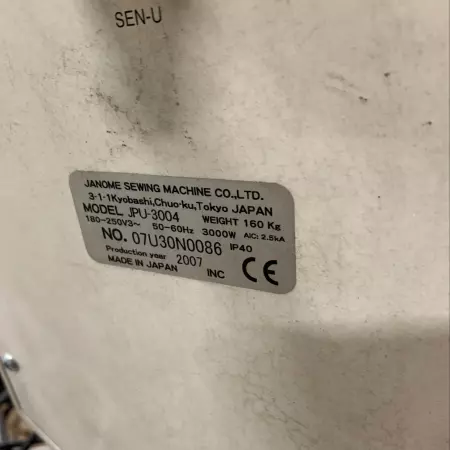 SEN-U
JANOME SEWING MACHINE CO.,LTD.
3-1-1Kyobashi,Chuo-ku,Tokyo JAPAN
MODEL JPU-3004 WEIGHT 160 Kg
180-250V3~ 50-60Hz 3000W AIC: 2.5kA
NO. 07U30N0086 IP40
Production year 2007
MADE IN JAPAN INC CE